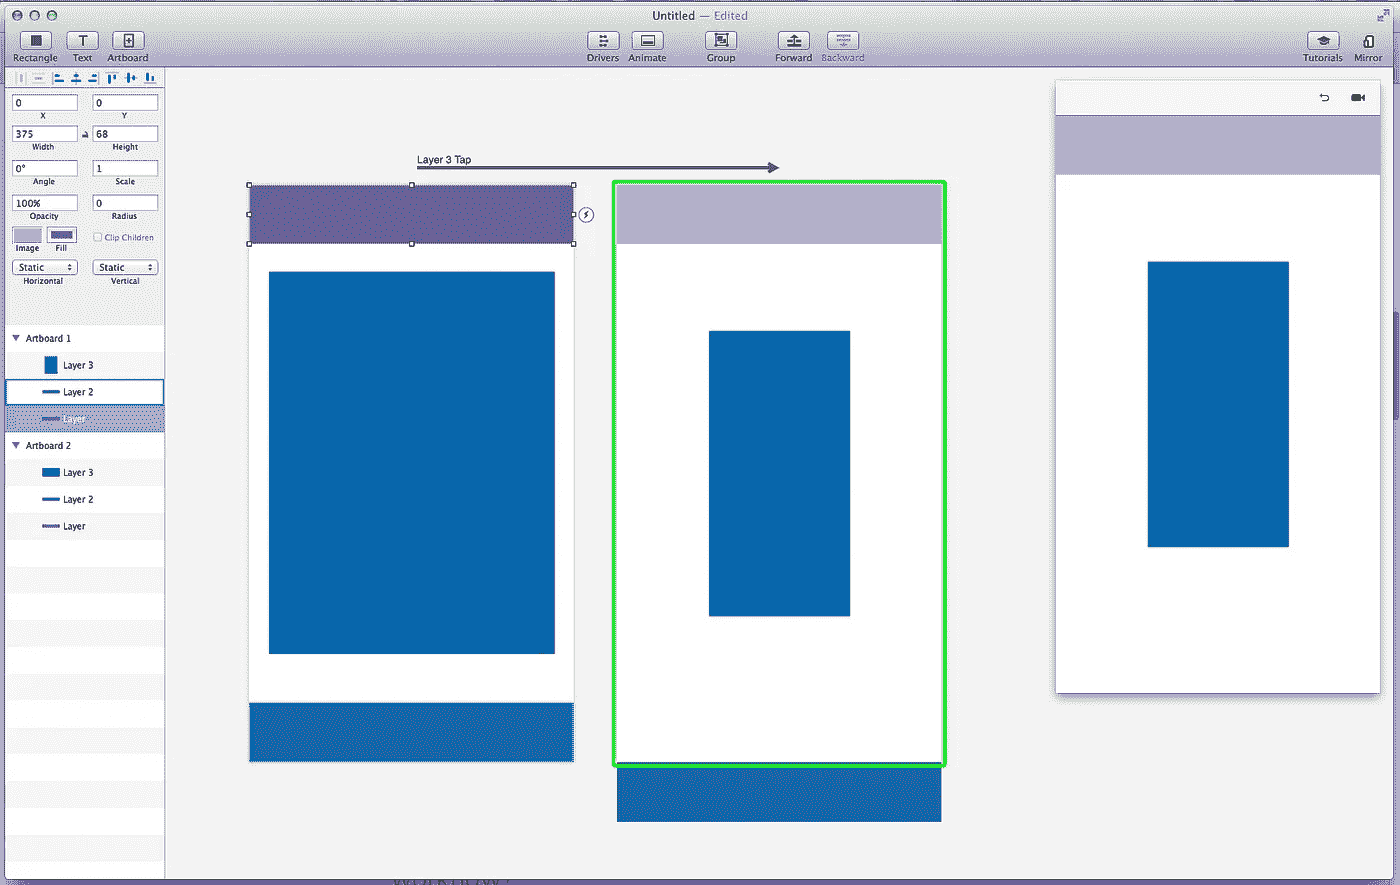 Untitled — Edited
Rectangle Text Artboard Drivers Animate Group Forward Backward Tutorials Mirror
0 0
X Y
375 68
Width Height
0° 1
Angle Scale
100% 0
Opacity Radius
Image Fill Clip Children
Static Static
Horizontal Vertical
Artboard 1
Layer 3
Layer 2
Layer
Artboard 2
Layer 3
Layer 2
Layer
Layer 3 Tap